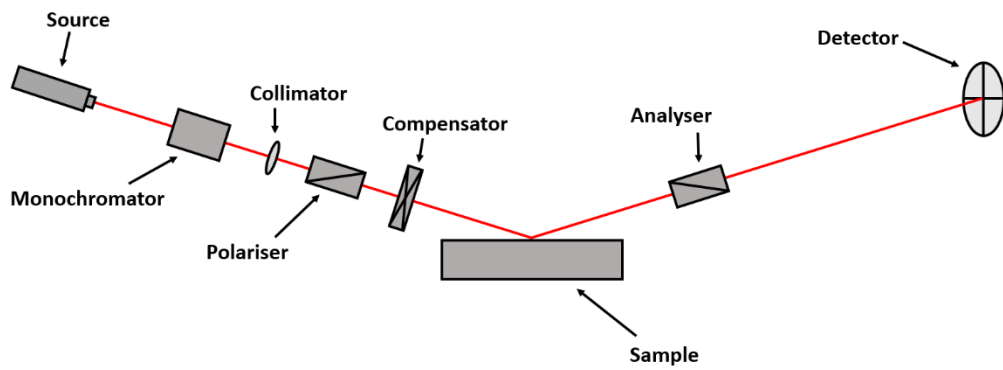 Source
Detector
Collimator
Compensator
Analyser
Monochromator
Polariser
Sample